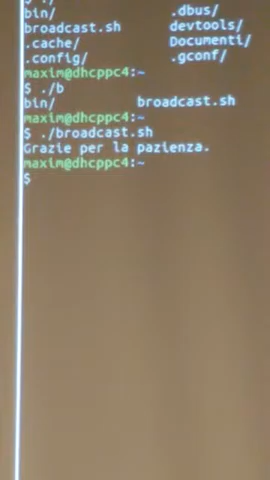 $ ./
bin/ .dbus/
broadcast.sh devtools/
.cache/ Documenti/
.config/ .gconf/
maxim@dhcppc4:~
$ ./b
bin/ broadcast.sh
maxim@dhcppc4:~
$ ./broadcast.sh
Grazie per la pazienza.
maxim@dhcppc4:~
$